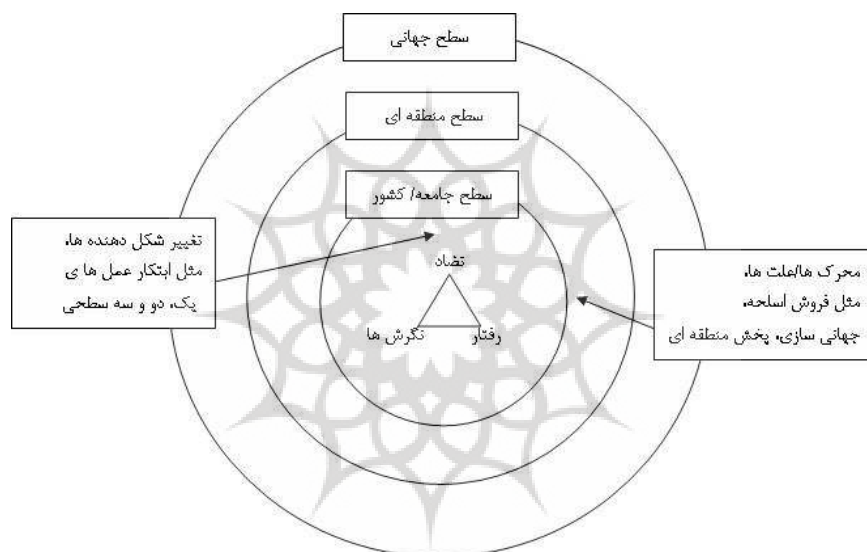 سطح جهانی
سطح منطقه ای
سطح جامعه/ کشور
تغییر شکل دهنده ها،
مثل ابتکار عمل ها ی
یک، دو و سه سطحی
تضاد
نگرش ها
رفتار
محرک ها/علت ها،
مثل فروش اسلحه،
جهانی سازی، پخش منطقه ای